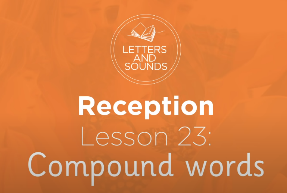 LETTERS
AND
SOUNDS
Reception
Lesson 23:
Compound words